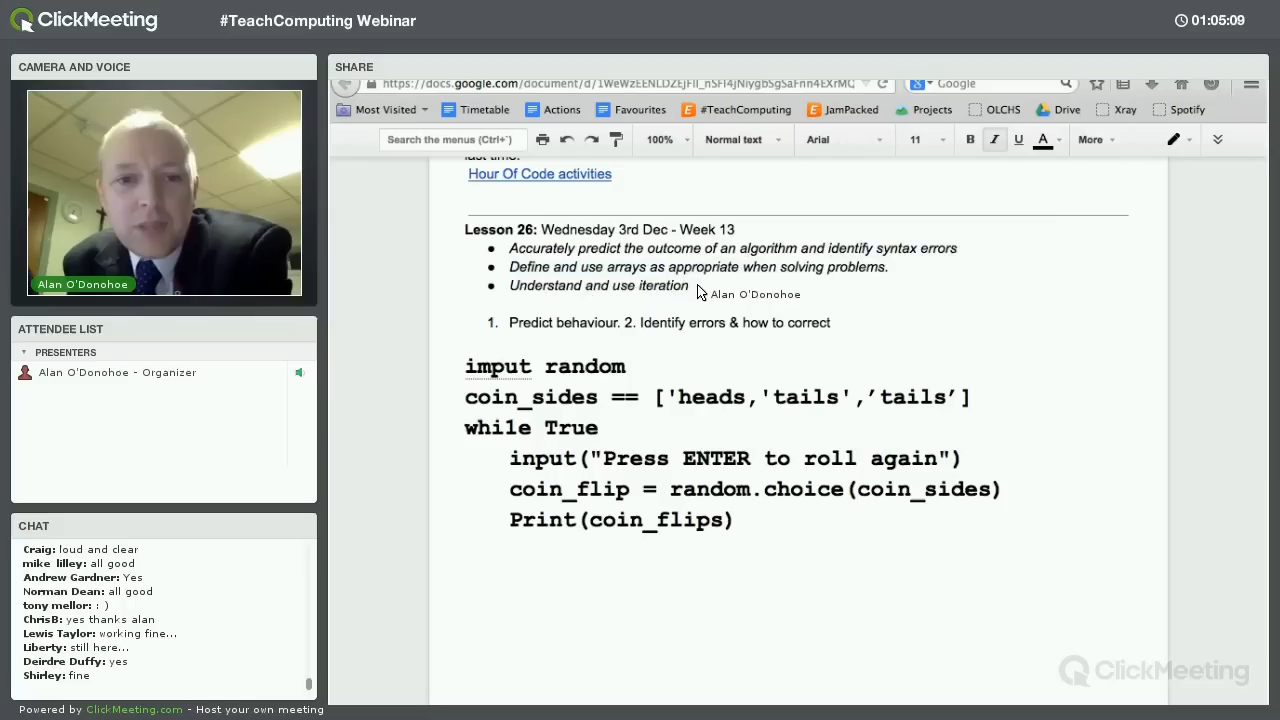 ClickMeeting
#TeachComputing Webinar
01:05:09
CAMERA AND VOICE
Alan O'Donohoe
ATTENDEE LIST
PRESENTERS
Alan O'Donohoe - Organizer
CHAT
Craig: loud and clear
mike lilley: all good
Andrew Gardner: Yes
Norman Dean: all good
tony mellor: : )
ChrisB: yes thanks alan
Lewis Taylor: working fine...
Liberty: still here...
Deirdre Duffy: yes
Shirley: fine
Powered by ClickMeeting.com - Host your own meeting
SHARE
Google
Most Visited Timetable Actions Favourites #TeachComputing JamPacked Projects OLCHS Drive Xray Spotify
Search the menus (Ctrl+`) 100% Normal text Arial 11 B I U A More
last time.
Hour Of Code activities
Lesson 26: Wednesday 3rd Dec - Week 13
● Accurately predict the outcome of an algorithm and identify syntax errors
● Define and use arrays as appropriate when solving problems.
● Understand and use iteration
Alan O'Donohoe
1. Predict behaviour. 2. Identify errors & how to correct
imput random
coin_sides == ['heads,'tails',’tails’]
while True
input("Press ENTER to roll again")
coin_flip = random.choice(coin_sides)
Print(coin_flips)
ClickMeeting